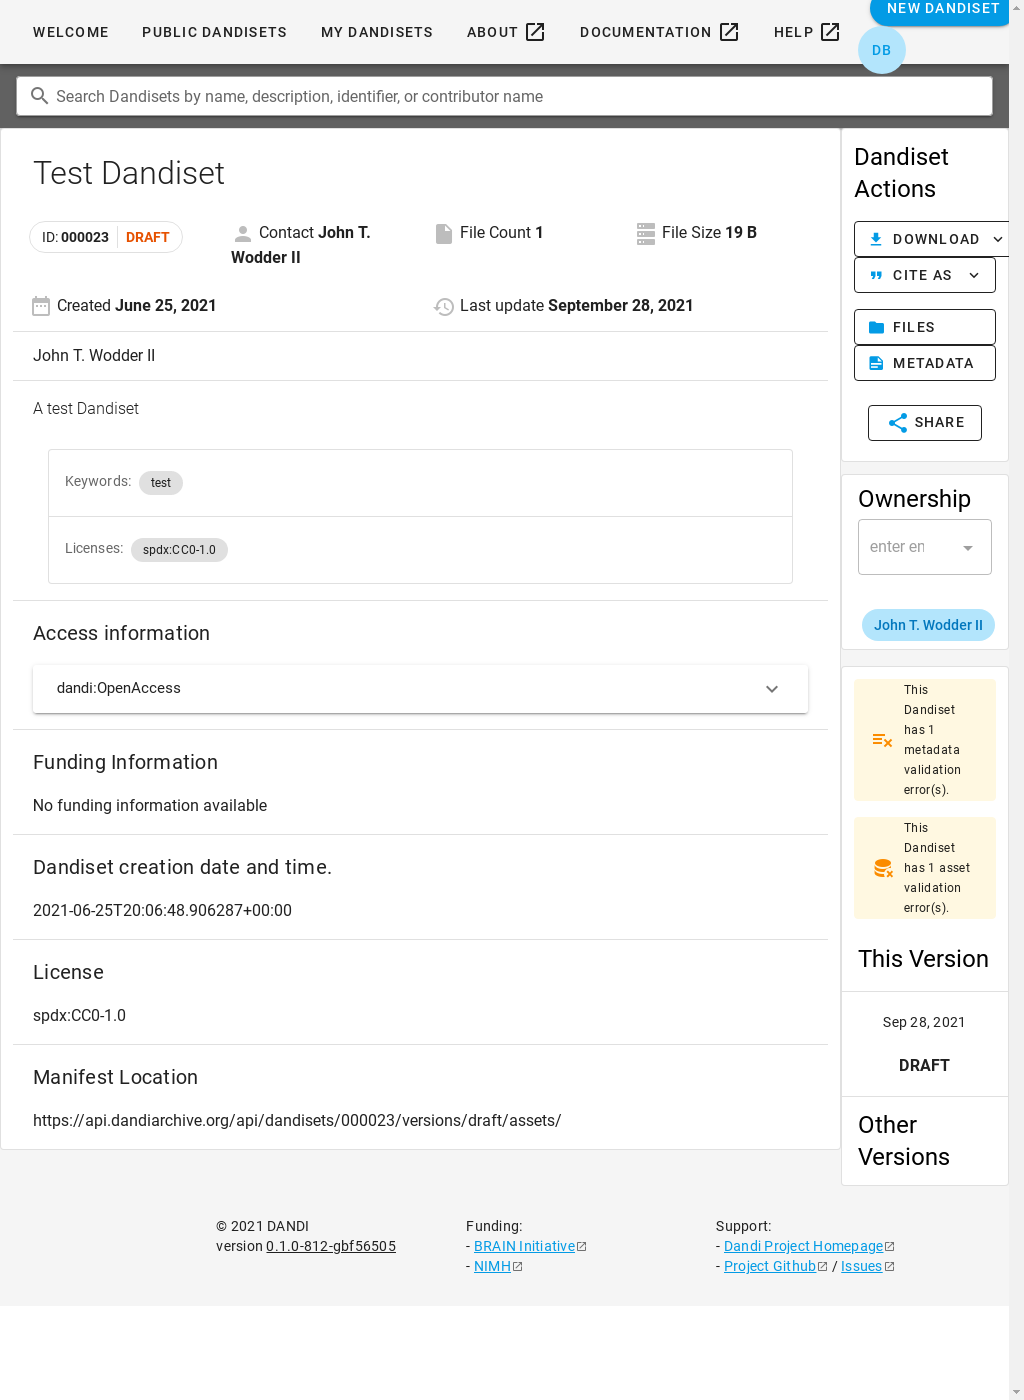 WELCOME
PUBLIC DANDISETS
MY DANDISETS
ABOUT
DOCUMENTATION
HELP
NEW DANDISET
DB
Search Dandisets by name, description, identifier, or contributor name
Test Dandiset
ID: 000023 DRAFT
Contact John T.
Wodder II
File Count 1
File Size 19 B
Created June 25, 2021
Last update September 28, 2021
John T. Wodder II
A test Dandiset
Keywords: test
Licenses: spdx:CC0-1.0
Access information
dandi:OpenAccess
Funding Information
No funding information available
Dandiset creation date and time.
2021-06-25T20:06:48.906287+00:00
License
spdx:CC0-1.0
Manifest Location
https://api.dandiarchive.org/api/dandisets/000023/versions/draft/assets/
Dandiset
Actions
DOWNLOAD
CITE AS
FILES
METADATA
SHARE
Ownership
enter en
John T. Wodder II
This
Dandiset
has 1
metadata
validation
error(s).
This
Dandiset
has 1 asset
validation
error(s).
This Version
Sep 28, 2021
DRAFT
Other
Versions
© 2021 DANDI
version 0.1.0-812-gbf56505
Funding:
- BRAIN Initiative
- NIMH
Support:
- Dandi Project Homepage
- Project Github / Issues